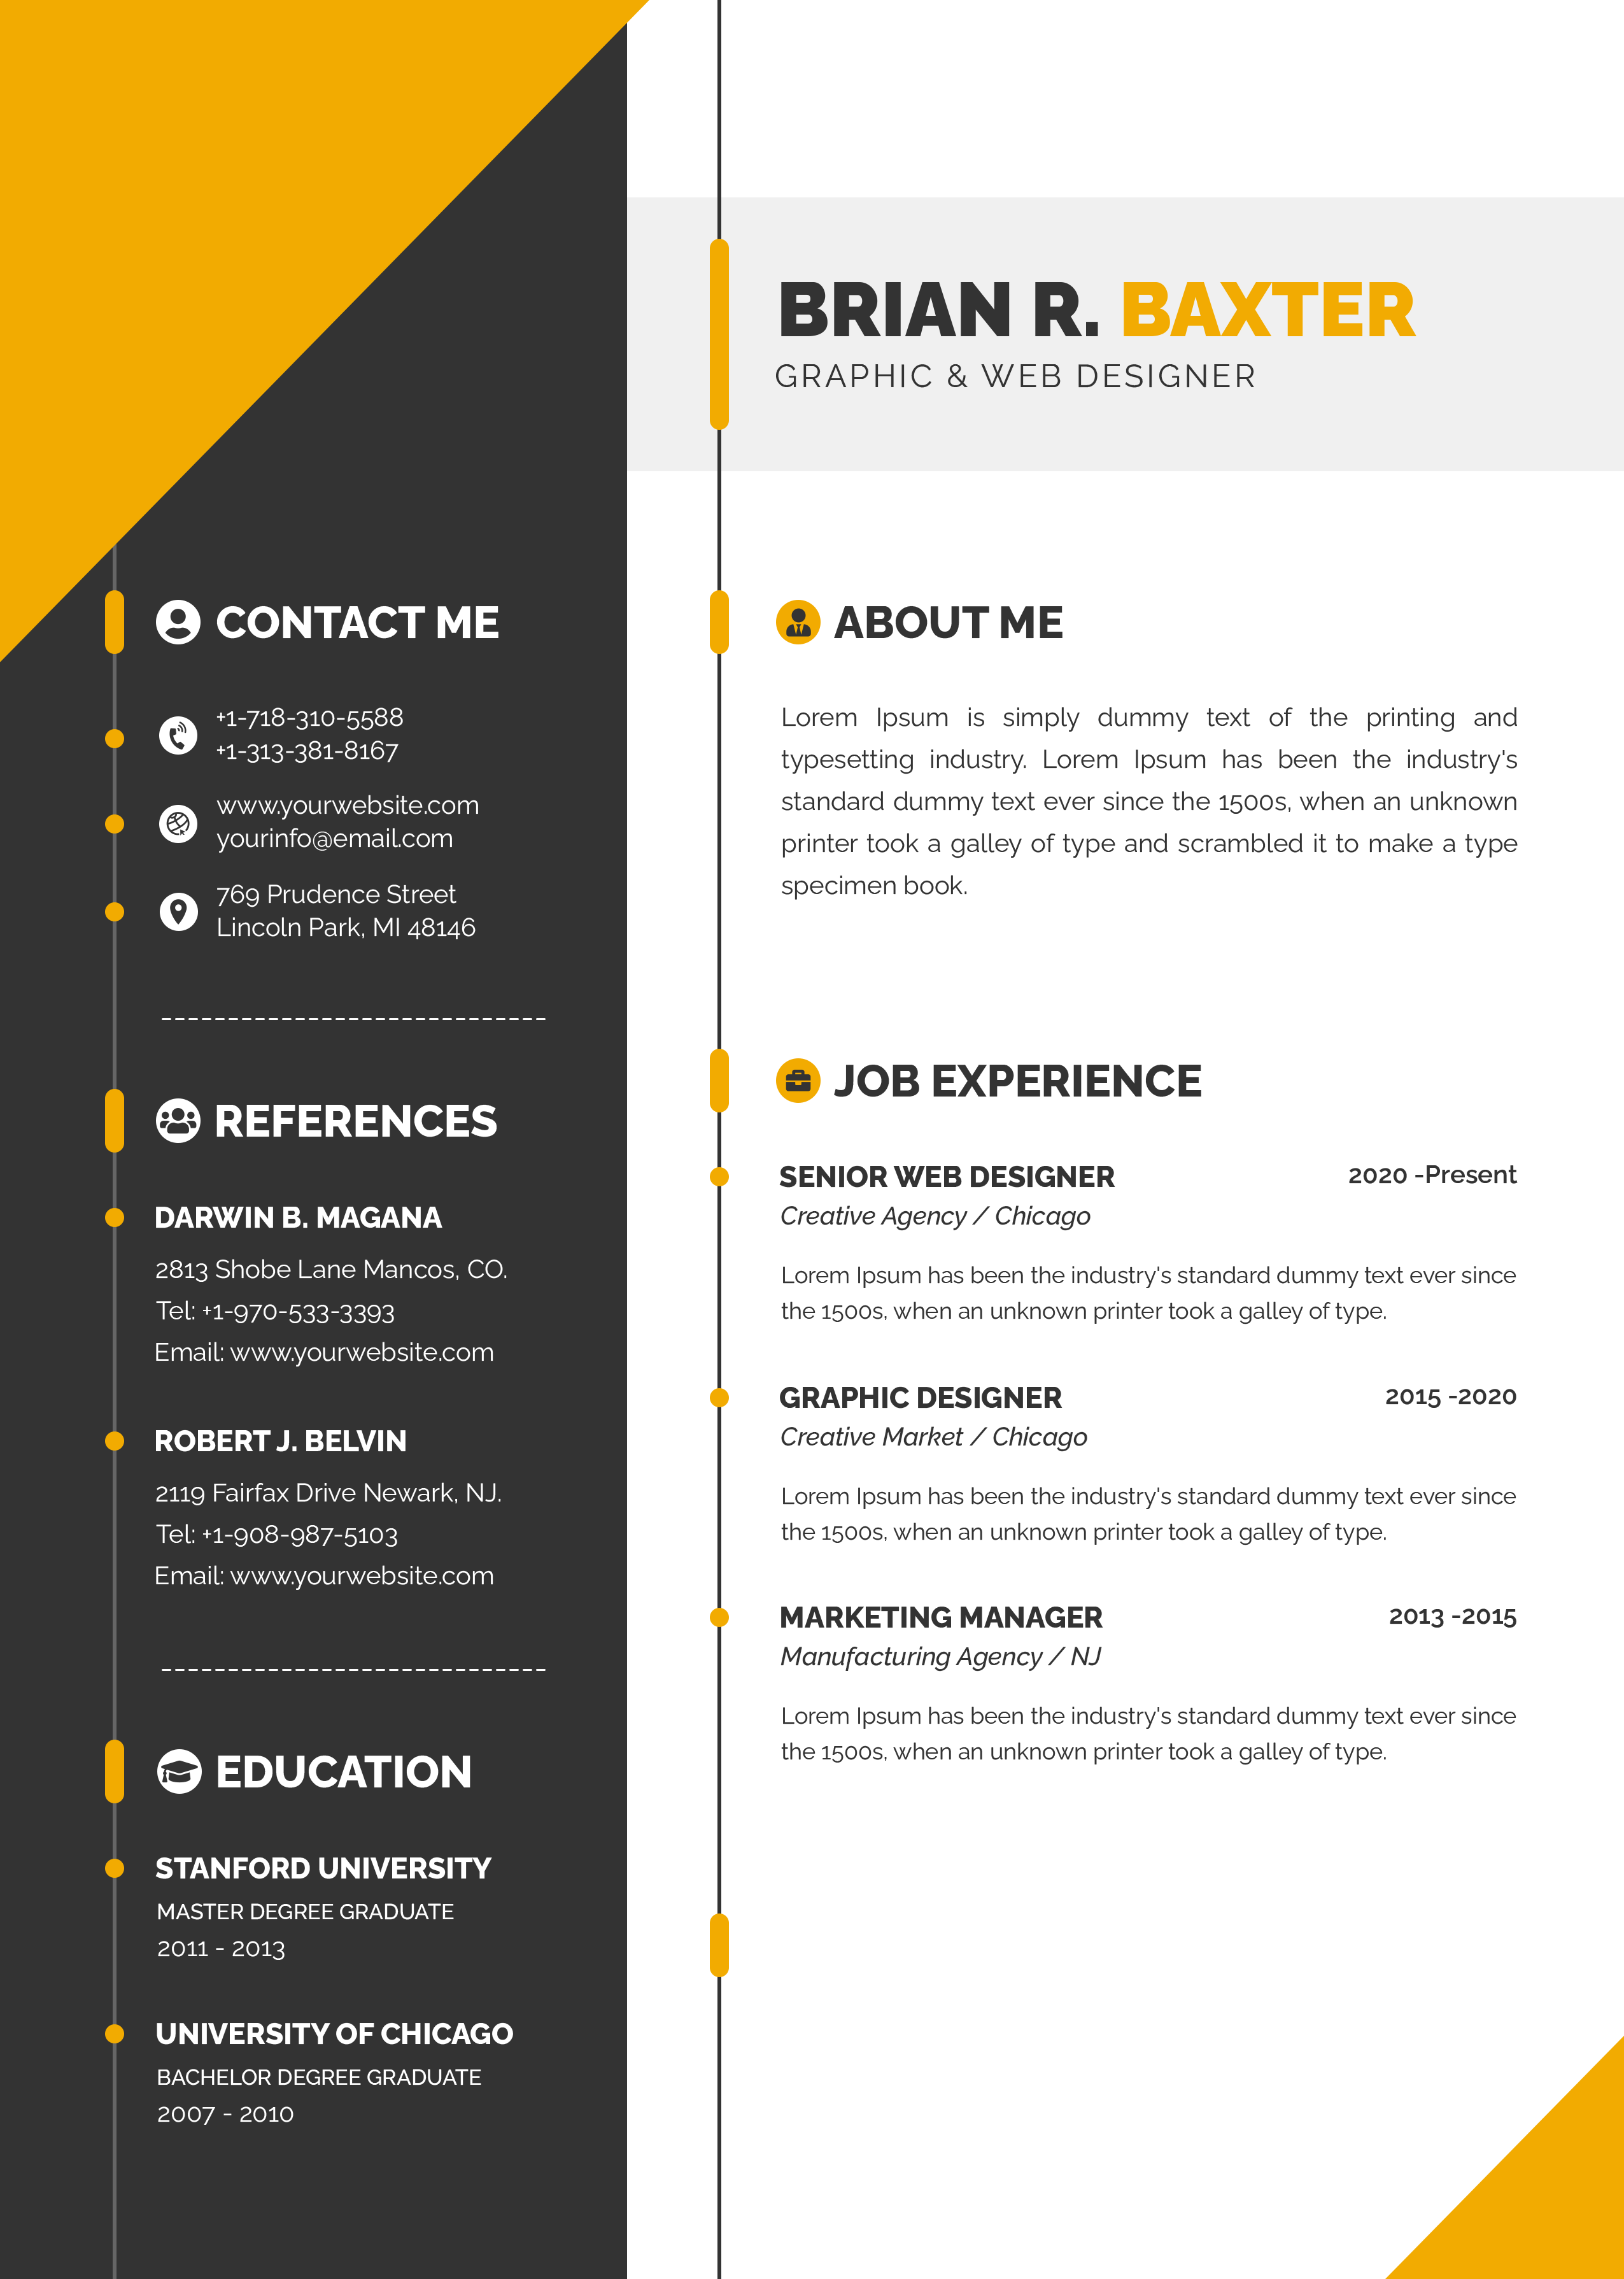 BRIAN R. BAXTER
GRAPHIC & WEB DESIGNER
CONTACT ME
+1-718-310-5588
+1-313-381-8167
www.yourwebsite.com
yourinfo@email.com
769 Prudence Street
Lincoln Park, MI 48146
REFERENCES
DARWIN B. MAGANA
2813 Shobe Lane Mancos, CO.
Tel: +1-970-533-3393
Email: www.yourwebsite.com
ROBERT J. BELVIN
2119 Fairfax Drive Newark, NJ.
Tel: +1-908-987-5103
Email: www.yourwebsite.com
EDUCATION
STANFORD UNIVERSITY
MASTER DEGREE GRADUATE
2011 - 2013
UNIVERSITY OF CHICAGO
BACHELOR DEGREE GRADUATE
2007 - 2010
ABOUT ME
Lorem Ipsum is simply dummy text of the printing and
typesetting industry. Lorem Ipsum has been the industry's
standard dummy text ever since the 1500s, when an unknown
printer took a galley of type and scrambled it to make a type
specimen book.
JOB EXPERIENCE
SENIOR WEB DESIGNER 2020 -Present
Creative Agency / Chicago
Lorem Ipsum has been the industry's standard dummy text ever since
the 1500s, when an unknown printer took a galley of type.
GRAPHIC DESIGNER 2015 -2020
Creative Market / Chicago
Lorem Ipsum has been the industry's standard dummy text ever since
the 1500s, when an unknown printer took a galley of type.
MARKETING MANAGER 2013 -2015
Manufacturing Agency / NJ
Lorem Ipsum has been the industry's standard dummy text ever since
the 1500s, when an unknown printer took a galley of type.